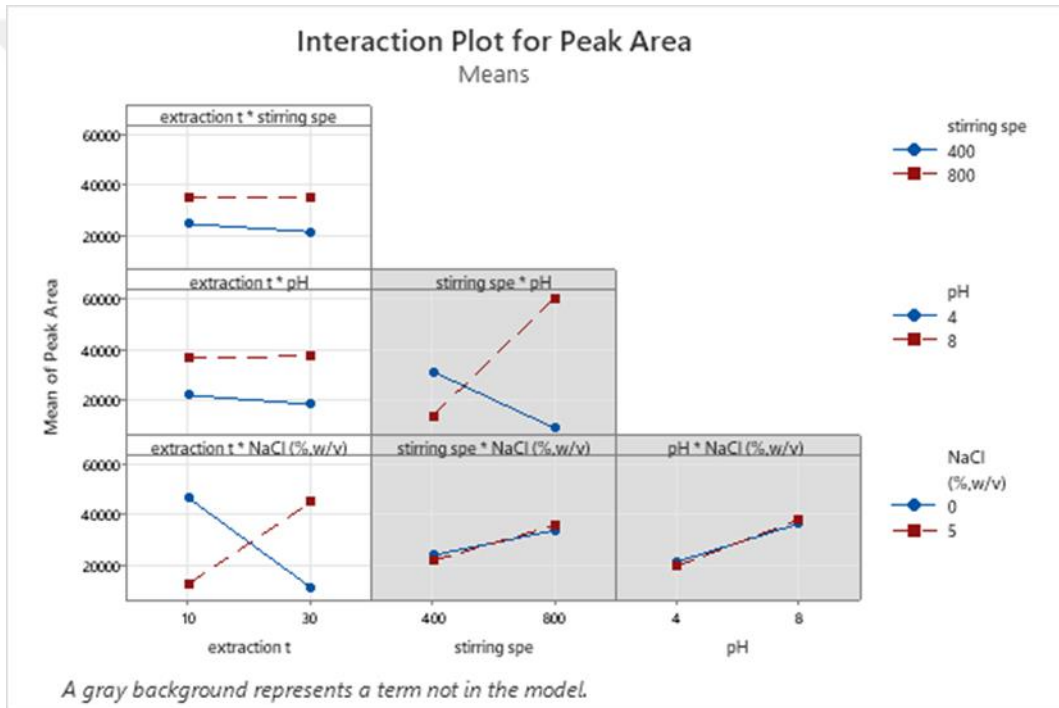 Interaction Plot for Peak Area
Means
extraction t * stirring spe
60000
40000
20000
stirring spe
400
800
extraction t * pH
stirring spe * pH
60000
40000
20000
pH
4
8
Mean of Peak Area
extraction t * NaCl (%,w/v)
stirring spe * NaCl (%,w/v)
pH * NaCl (%,w/v)
60000
40000
20000
NaCl
(%,w/v)
0
5
10 30 400 800 4 8
extraction t stirring spe pH
A gray background represents a term not in the model.